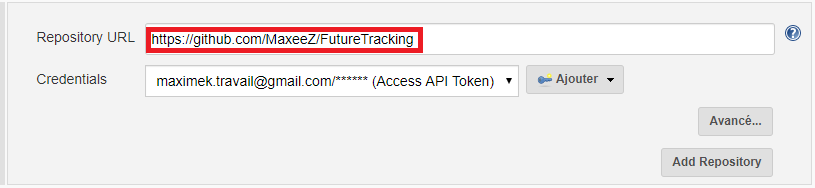 Repository URL
https://github.com/MaxeeZ/FutureTracking
Credentials
maximek.travail@gmail.com/****** (Access API Token)
Ajouter
Avancé...
Add Repository